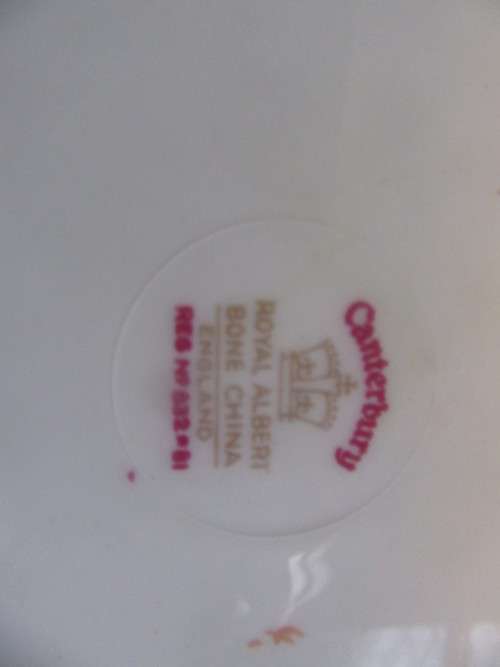 Canterbury
ROYAL ALBERT
BONE CHINA
ENGLAND
REG Nº